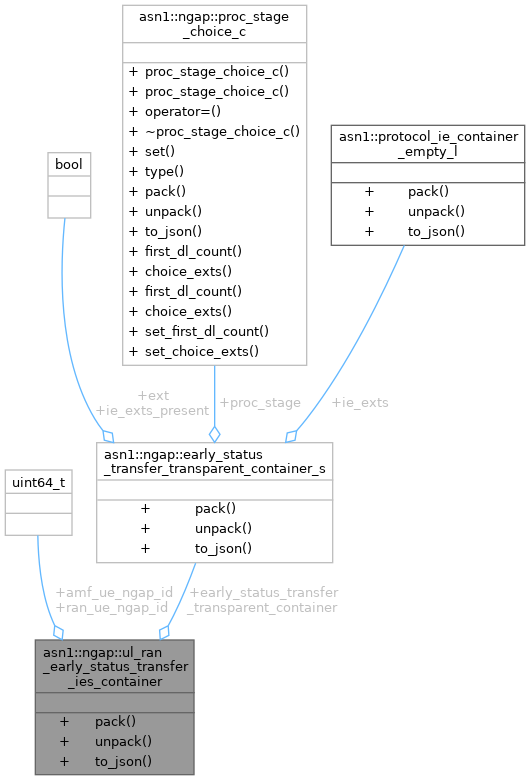 asn1::ngap::proc_stage
_choice_c
+ proc_stage_choice_c()
+ proc_stage_choice_c()
+ operator=()
+ ~proc_stage_choice_c()
+ set()
+ type()
+ pack()
+ unpack()
+ to_json()
+ first_dl_count()
+ choice_exts()
+ first_dl_count()
+ choice_exts()
+ set_first_dl_count()
+ set_choice_exts()
asn1::protocol_ie_container
_empty_l
+ pack()
+ unpack()
+ to_json()
bool
+ext
+ie_exts_present
+proc_stage
+ie_exts
asn1::ngap::early_status
_transfer_transparent_container_s
+ pack()
+ unpack()
+ to_json()
uint64_t
+amf_ue_ngap_id
+ran_ue_ngap_id
+early_status_transfer
_transparent_container
asn1::ngap::ul_ran
_early_status_transfer
_ies_container
+ pack()
+ unpack()
+ to_json()